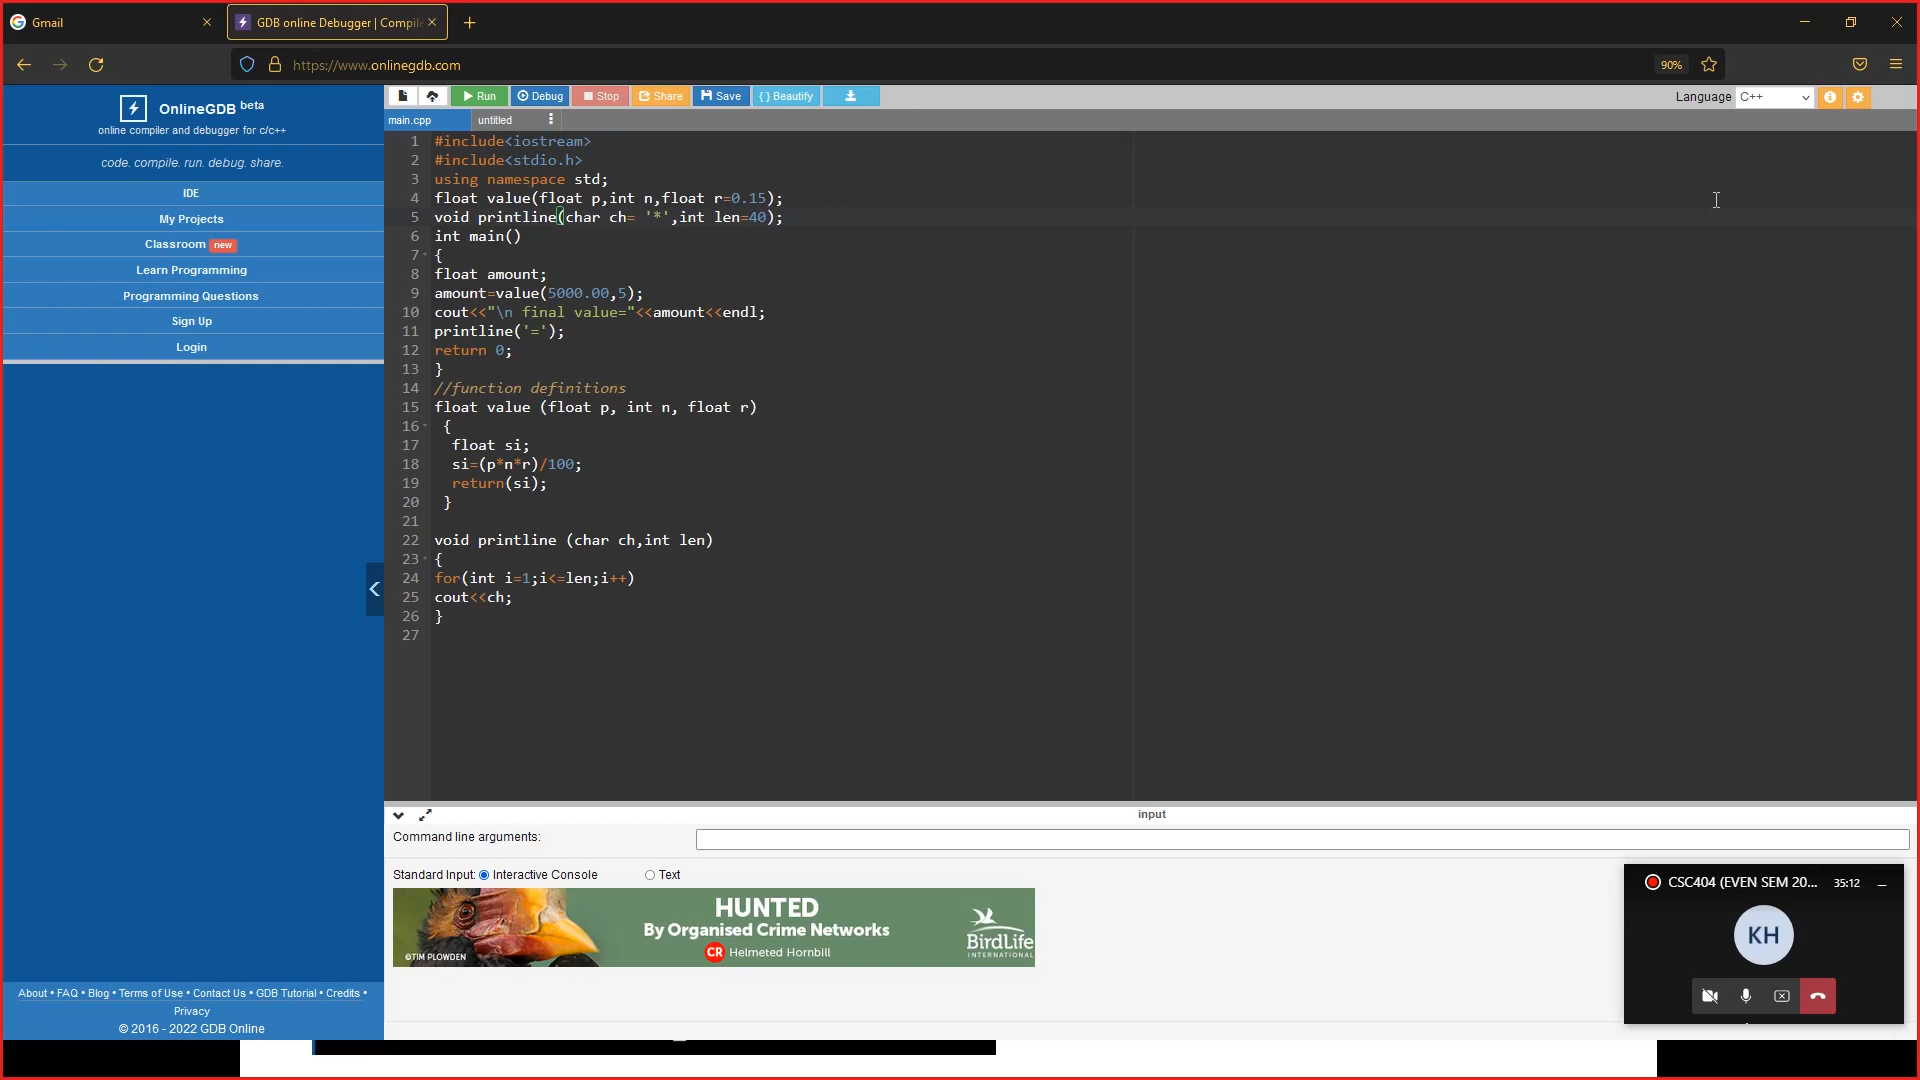 Gmail
GDB online Debugger | Compile
https://www.onlinegdb.com
90%
OnlineGDB beta
online compiler and debugger for c/c++
code. compile. run. debug. share.
IDE
My Projects
Classroom new
Learn Programming
Programming Questions
Sign Up
Login
Run
Debug
Stop
Share
Save
{ } Beautify
Language C++
main.cpp
untitled
1 #include<iostream>
2 #include<stdio.h>
3 using namespace std;
4 float value(float p,int n,float r=0.15);
5 void printline(char ch= '*',int len=40);
6 int main()
7 {
8 float amount;
9 amount=value(5000.00,5);
10 cout<<"\n final value="<<amount<<endl;
11 printline('=');
12 return 0;
13 }
14 //function definitions
15 float value (float p, int n, float r)
16 {
17 float si;
18 si=(p*n*r)/100;
19 return(si);
20 }
21
22 void printline (char ch,int len)
23 {
24 for(int i=1;i<=len;i++)
25 cout<<ch;
26 }
27
input
Command line arguments:
Standard Input: Interactive Console Text
©TIM PLOWDEN
HUNTED
By Organised Crime Networks
CR Helmeted Hornbill
BirdLife
INTERNATIONAL
CSC404 (EVEN SEM 20... 35:12
KH
About • FAQ • Blog • Terms of Use • Contact Us • GDB Tutorial • Credits •
Privacy
© 2016 - 2022 GDB Online